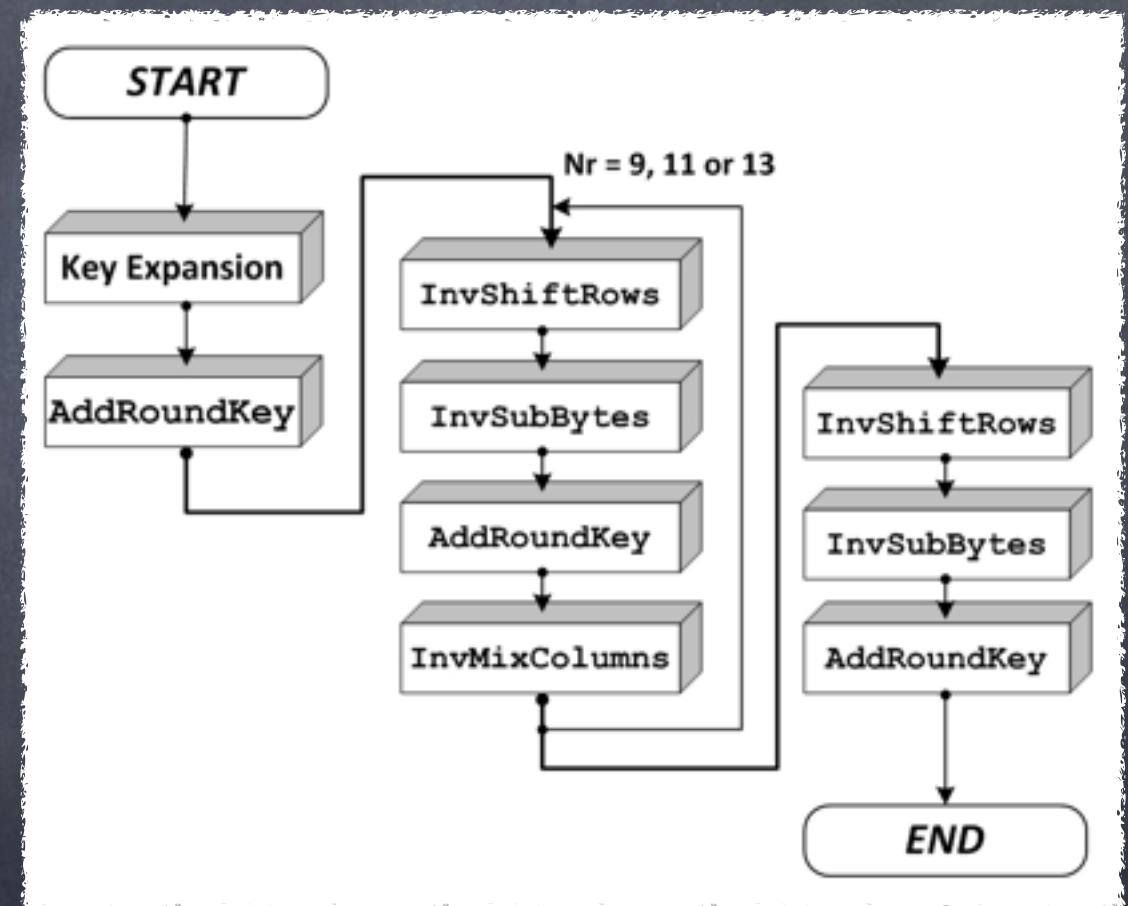 START
Key Expansion
AddRoundKey
Nr = 9, 11 or 13
InvShiftRows
InvSubBytes
AddRoundKey
InvMixColumns
InvShiftRows
InvSubBytes
AddRoundKey
END